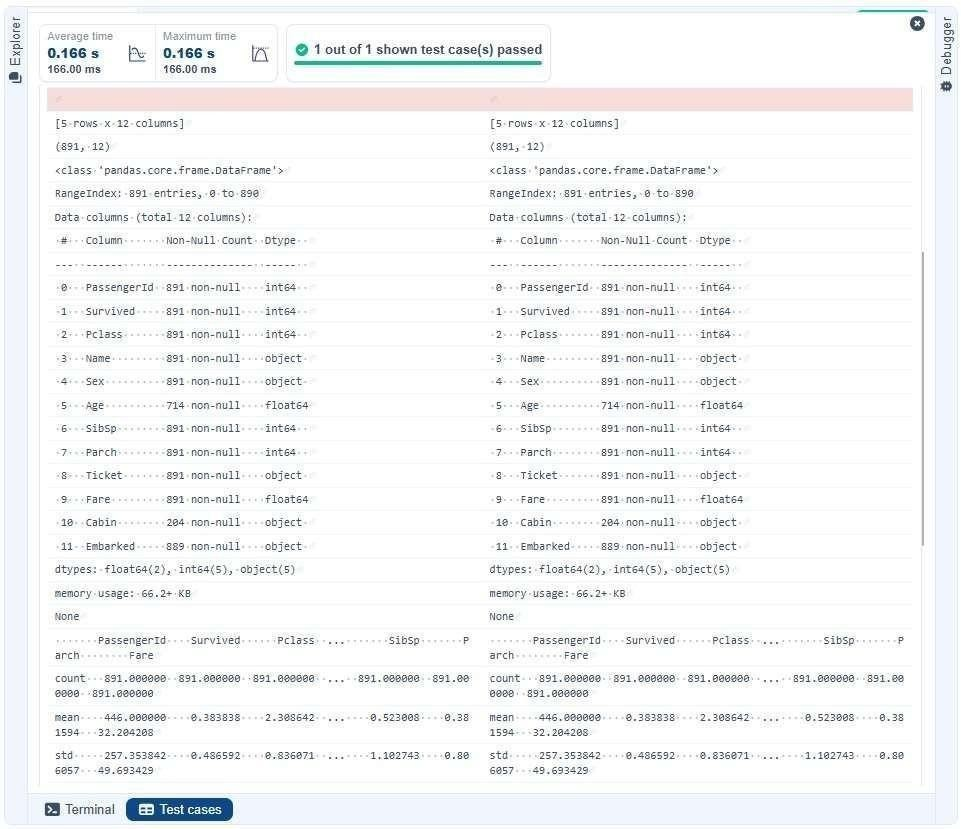 Explorer
Debugger
Average time
0.166 s
166.00 ms
Maximum time
0.166 s
166.00 ms
1 out of 1 shown test case(s) passed
[5 rows x 12 columns]
(891, 12)
<class 'pandas.core.frame.DataFrame'>
RangeIndex: 891 entries, 0 to 890
Data columns (total 12 columns):
 #   Column       Non-Null Count  Dtype
---  ------       --------------  -----
 0   PassengerId  891 non-null    int64
 1   Survived     891 non-null    int64
 2   Pclass       891 non-null    int64
 3   Name         891 non-null    object
 4   Sex          891 non-null    object
 5   Age          714 non-null    float64
 6   SibSp        891 non-null    int64
 7   Parch        891 non-null    int64
 8   Ticket       891 non-null    object
 9   Fare         891 non-null    float64
 10  Cabin        204 non-null    object
 11  Embarked     889 non-null    object
dtypes: float64(2), int64(5), object(5)
memory usage: 66.2+ KB
None
       PassengerId    Survived      Pclass  ...       SibSp       P
arch        Fare
count   891.000000  891.000000  891.000000  ...  891.000000  891.00
0000  891.000000
mean    446.000000    0.383838    2.308642  ...    0.523008    0.38
1594   32.204208
std     257.353842    0.486592    0.836071  ...    1.102743    0.80
6057   49.693429
[5 rows x 12 columns]
(891, 12)
<class 'pandas.core.frame.DataFrame'>
RangeIndex: 891 entries, 0 to 890
Data columns (total 12 columns):
 #   Column       Non-Null Count  Dtype
---  ------       --------------  -----
 0   PassengerId  891 non-null    int64
 1   Survived     891 non-null    int64
 2   Pclass       891 non-null    int64
 3   Name         891 non-null    object
 4   Sex          891 non-null    object
 5   Age          714 non-null    float64
 6   SibSp        891 non-null    int64
 7   Parch        891 non-null    int64
 8   Ticket       891 non-null    object
 9   Fare         891 non-null    float64
 10  Cabin        204 non-null    object
 11  Embarked     889 non-null    object
dtypes: float64(2), int64(5), object(5)
memory usage: 66.2+ KB
None
       PassengerId    Survived      Pclass  ...       SibSp       P
arch        Fare
count   891.000000  891.000000  891.000000  ...  891.000000  891.00
0000  891.000000
mean    446.000000    0.383838    2.308642  ...    0.523008    0.38
1594   32.204208
std     257.353842    0.486592    0.836071  ...    1.102743    0.80
6057   49.693429
Terminal
Test cases